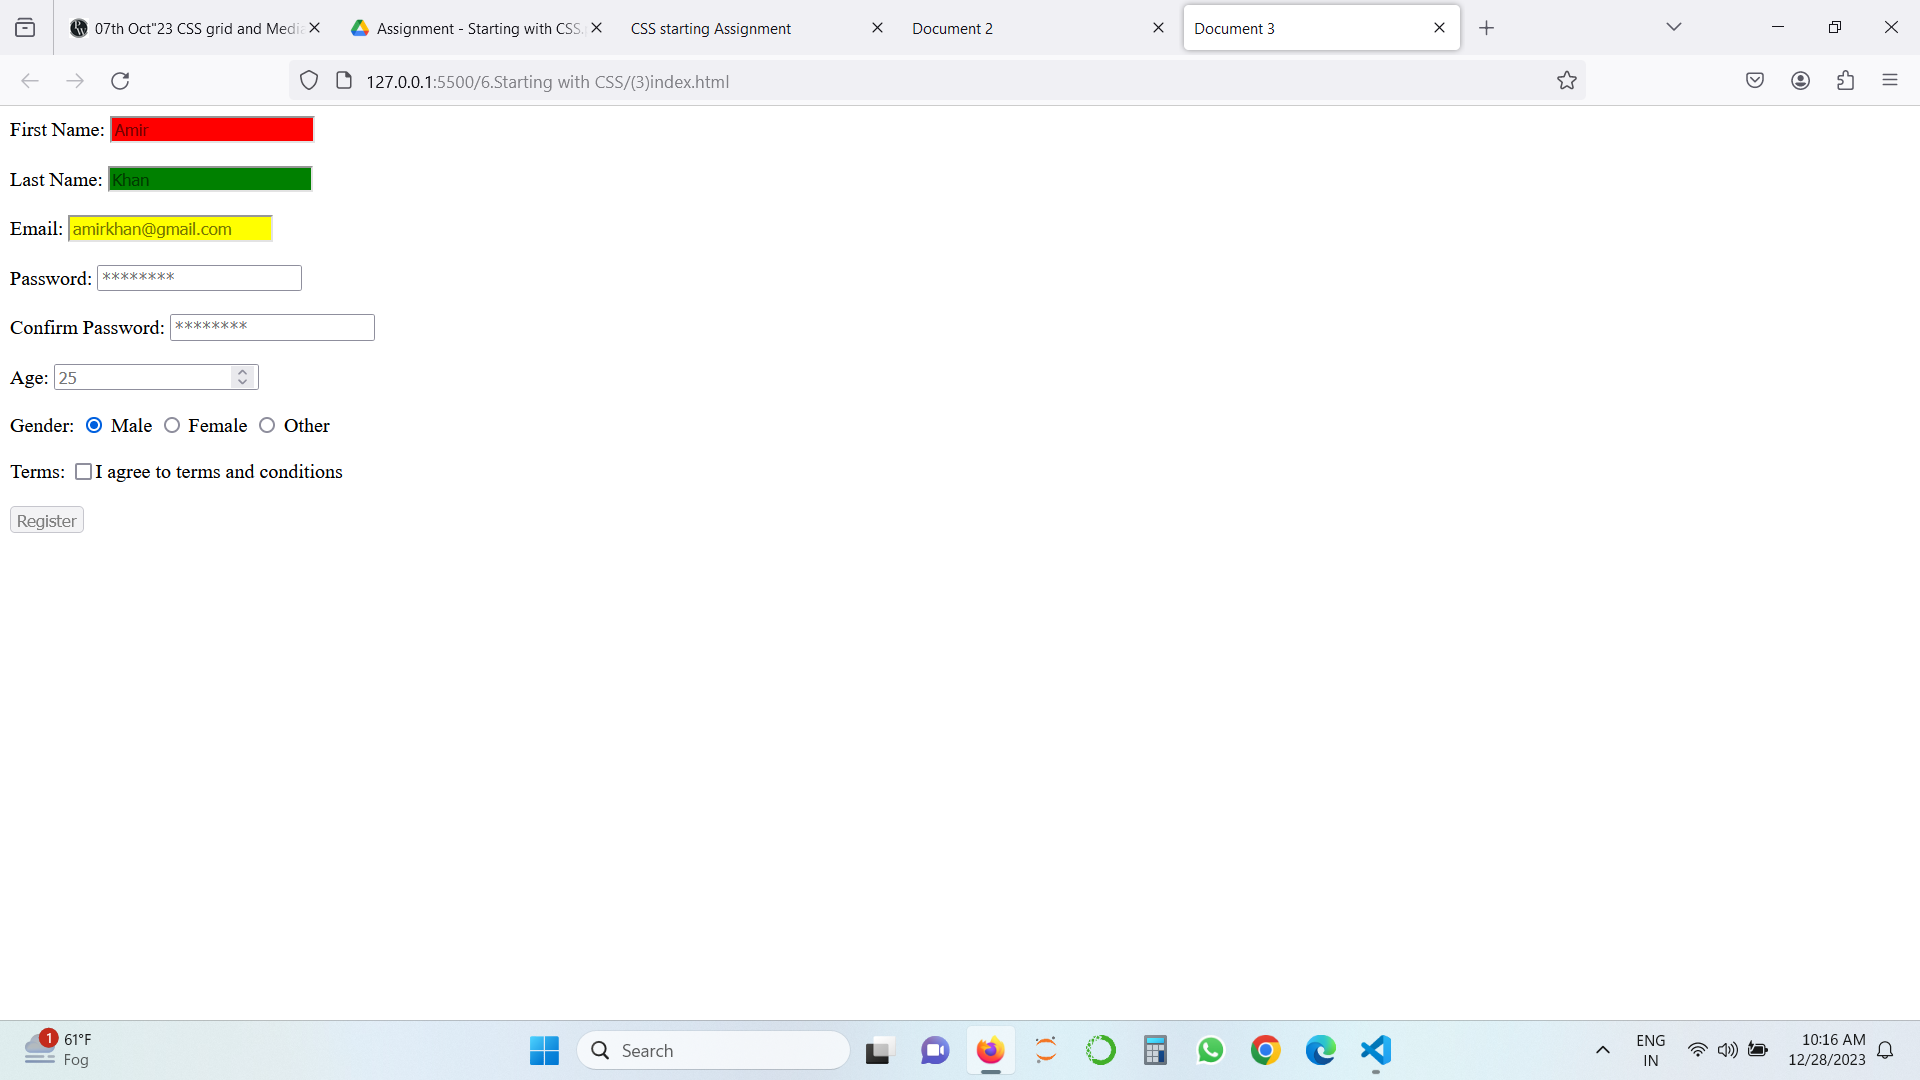 07th Oct"23 CSS grid and Media
Assignment - Starting with CSS.p
CSS starting Assignment
Document 2
Document 3
127.0.0.1:5500/6.Starting with CSS/(3)index.html
First Name: Amir
Last Name: Khan
Email: amirkhan@gmail.com
Password: ********
Confirm Password: ********
Age: 25
Gender: Male Female Other
Terms: I agree to terms and conditions
Register
1
61°F
Fog
Search
ENG
IN
10:16 AM
12/28/2023